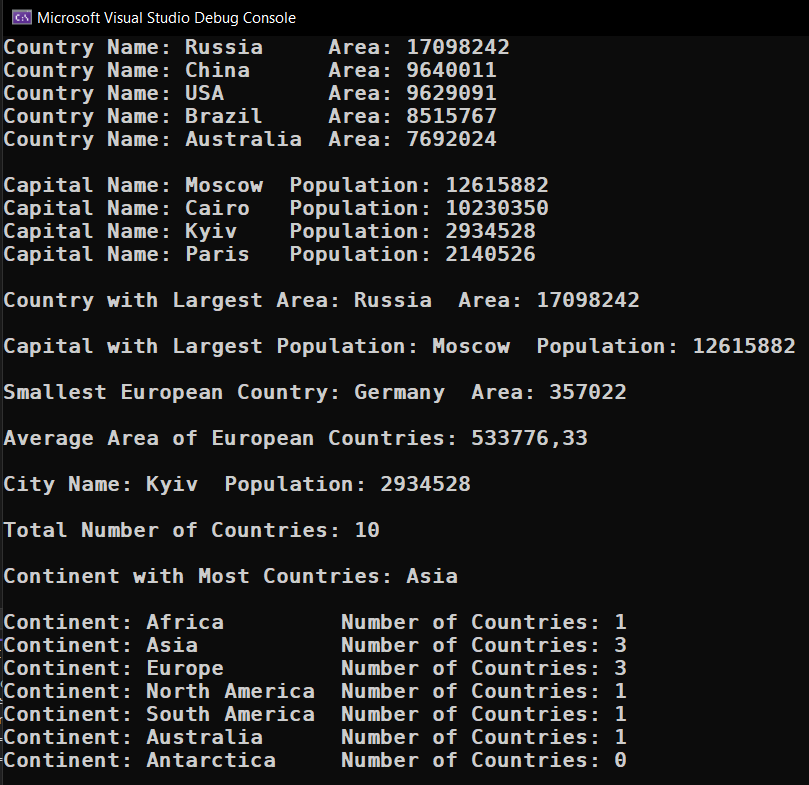 Microsoft Visual Studio Debug Console
Country Name: Russia     Area: 17098242
Country Name: China      Area: 9640011
Country Name: USA        Area: 9629091
Country Name: Brazil     Area: 8515767
Country Name: Australia  Area: 7692024
Capital Name: Moscow  Population: 12615882
Capital Name: Cairo   Population: 10230350
Capital Name: Kyiv    Population: 2934528
Capital Name: Paris   Population: 2140526
Country with Largest Area: Russia  Area: 17098242
Capital with Largest Population: Moscow  Population: 12615882
Smallest European Country: Germany  Area: 357022
Average Area of European Countries: 533776,33
City Name: Kyiv  Population: 2934528
Total Number of Countries: 10
Continent with Most Countries: Asia
Continent: Africa         Number of Countries: 1
Continent: Asia           Number of Countries: 3
Continent: Europe         Number of Countries: 3
Continent: North America  Number of Countries: 1
Continent: South America  Number of Countries: 1
Continent: Australia      Number of Countries: 1
Continent: Antarctica     Number of Countries: 0